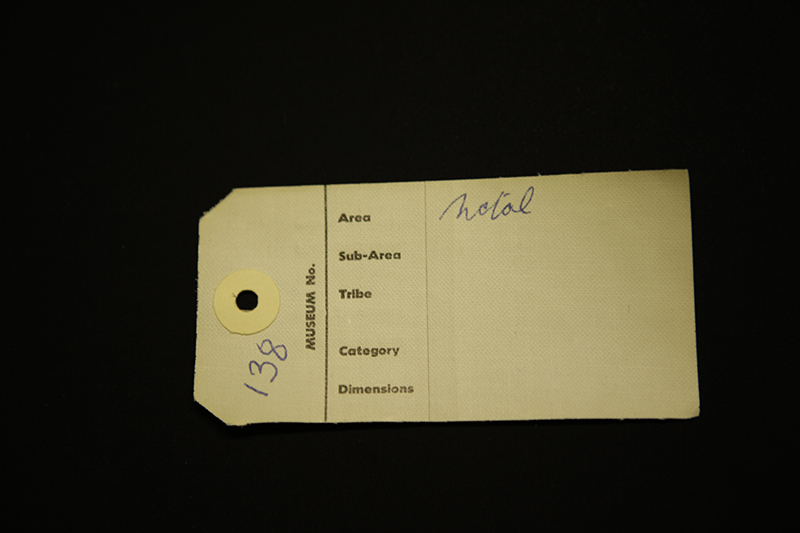 138
MUSEUM No.
Area Natal
Sub-Area
Tribe
Category
Dimensions